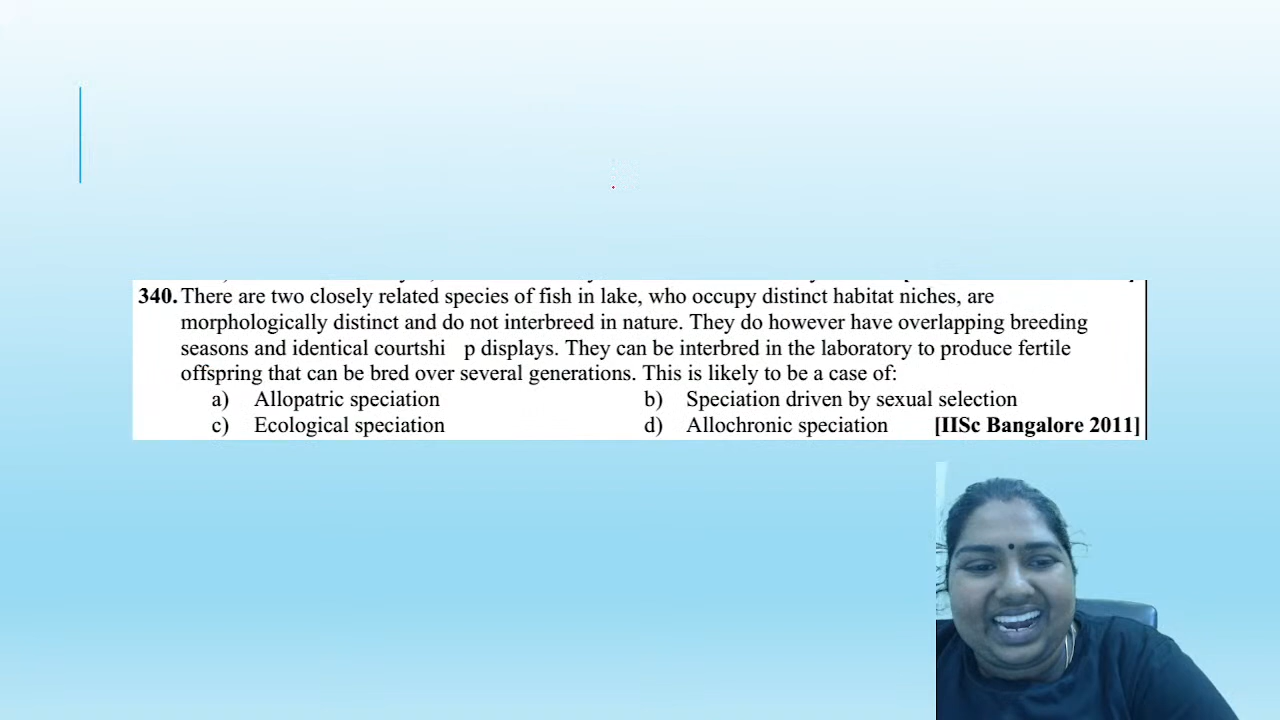 340. There are two closely related species of fish in lake, who occupy distinct habitat niches, are
morphologically distinct and do not interbreed in nature. They do however have overlapping breeding
seasons and identical courtshi p displays. They can be interbred in the laboratory to produce fertile
offspring that can be bred over several generations. This is likely to be a case of:
a) Allopatric speciation b) Speciation driven by sexual selection
c) Ecological speciation d) Allochronic speciation [IISc Bangalore 2011]